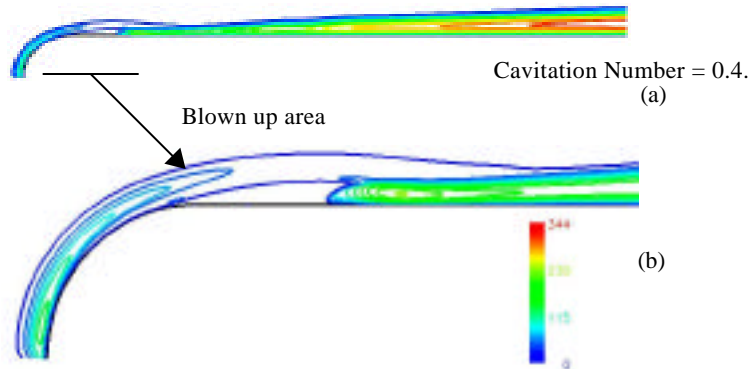 Cavitation Number = 0.4.
(a)
Blown up area
344
230
115
0
(b)